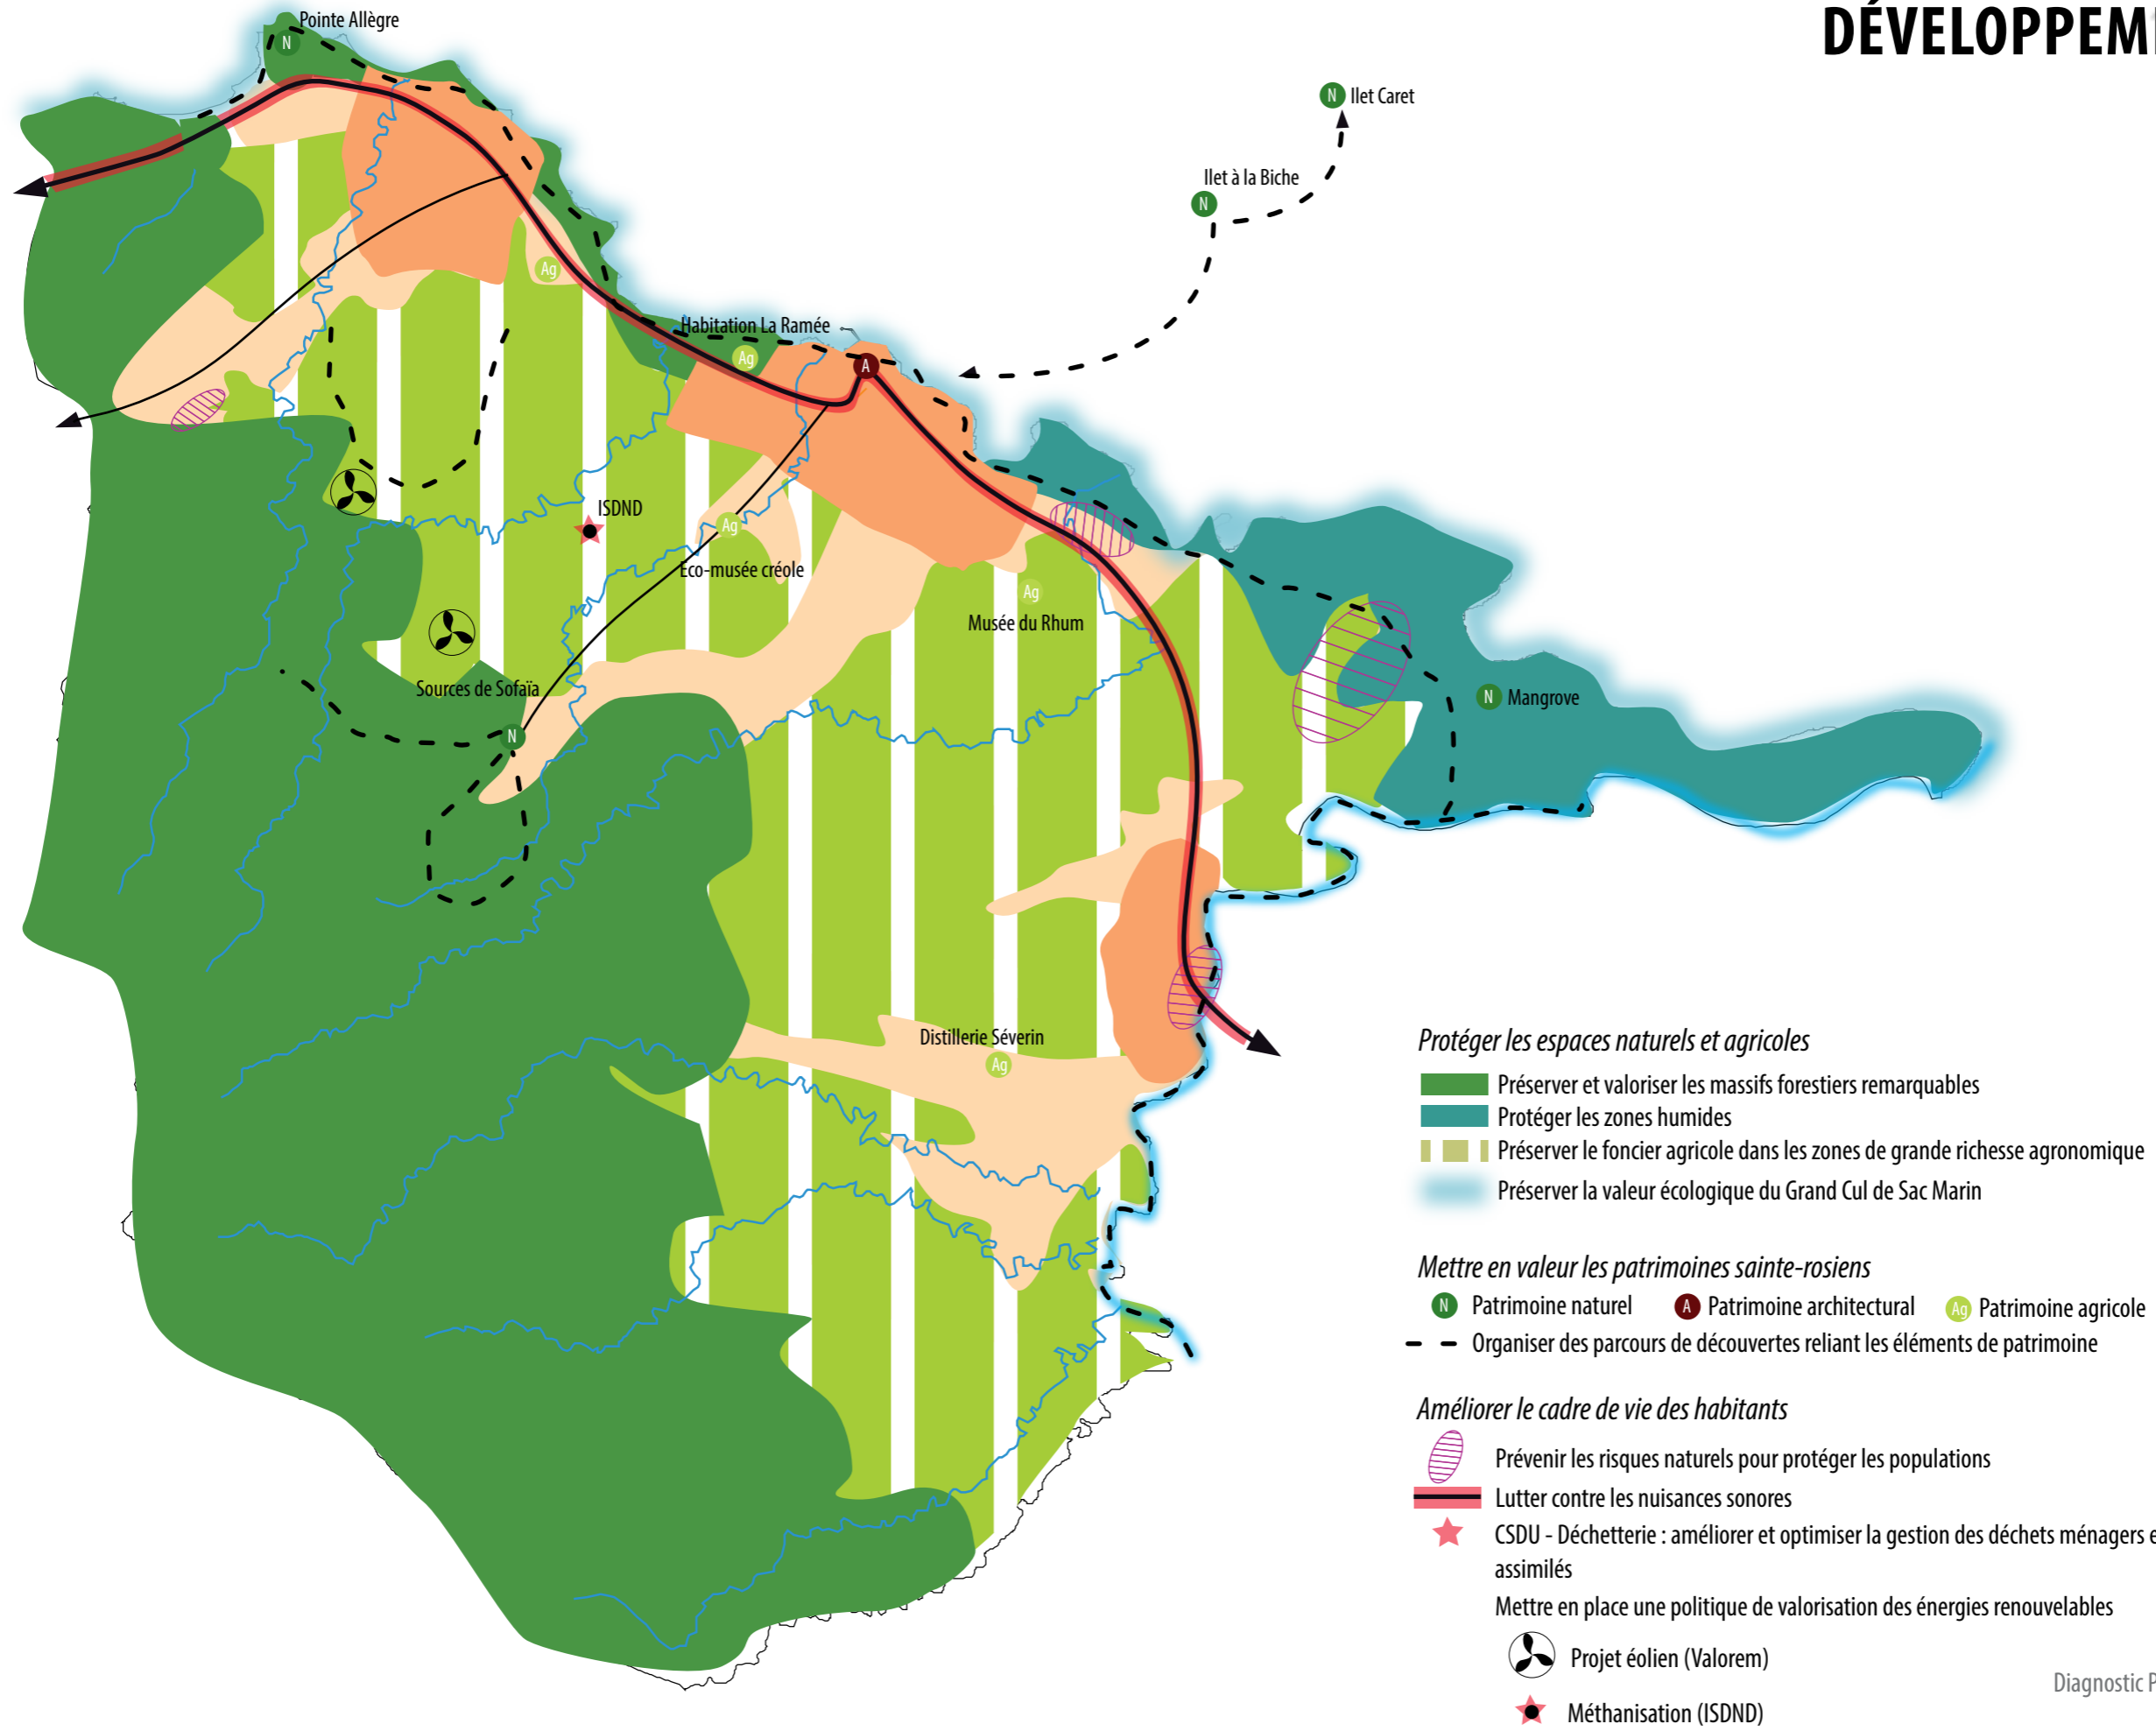 DÉVELOPPEM
Pointe Allègre
N
N Ilet Caret
Ilet à la Biche
N
Ag
Habitation La Ramée
Ag
A
ISDND
Ag
Eco-musée créole
Ag
Musée du Rhum
Sources de Sofaïa
N
N Mangrove
Distillerie Séverin
Ag
Protéger les espaces naturels et agricoles
Préserver et valoriser les massifs forestiers remarquables
Protéger les zones humides
Préserver le foncier agricole dans les zones de grande richesse agronomique
Préserver la valeur écologique du Grand Cul de Sac Marin
Mettre en valeur les patrimoines sainte-rosiens
N Patrimoine naturel A Patrimoine architectural Ag Patrimoine agricole
Organiser des parcours de découvertes reliant les éléments de patrimoine
Améliorer le cadre de vie des habitants
Prévenir les risques naturels pour protéger les populations
Lutter contre les nuisances sonores
CSDU - Déchetterie : améliorer et optimiser la gestion des déchets ménagers e
assimilés
Mettre en place une politique de valorisation des énergies renouvelables
Projet éolien (Valorem)
Diagnostic P
Méthanisation (ISDND)